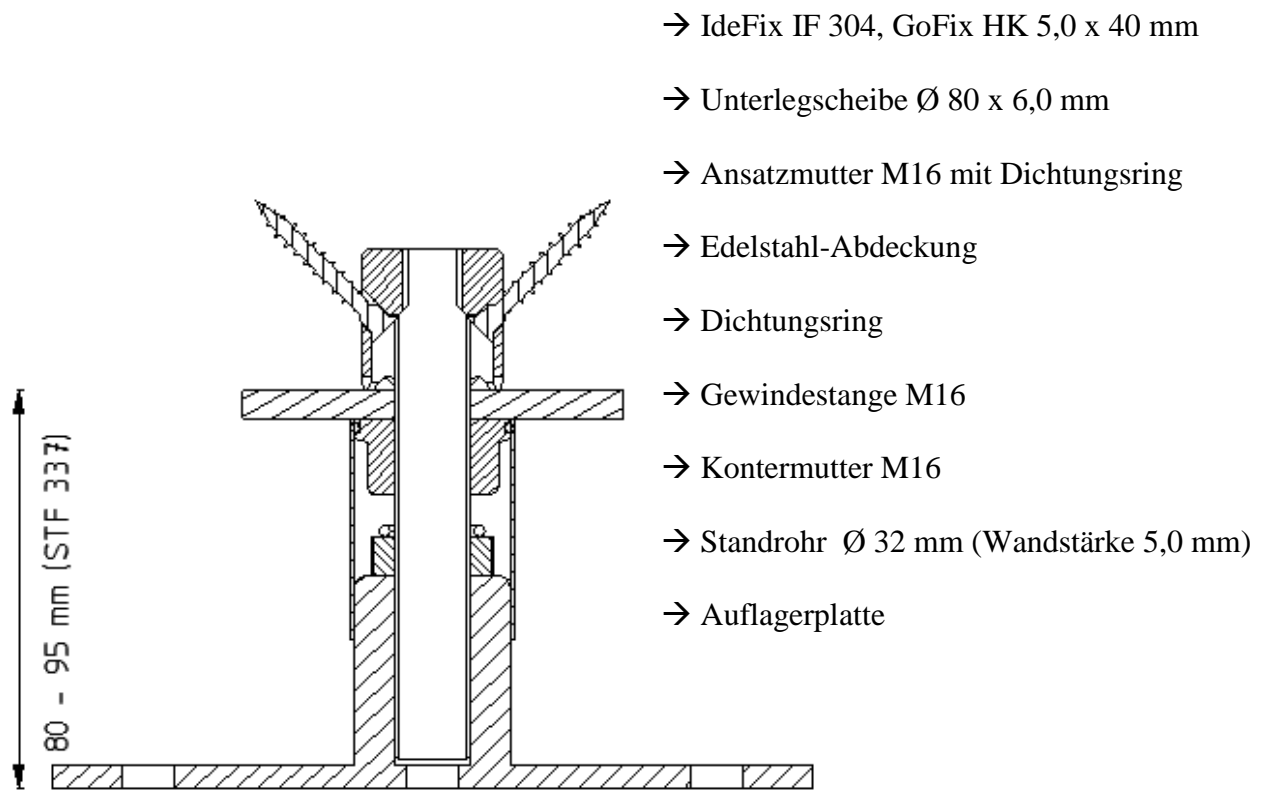 → IdeFix IF 304, GoFix HK 5,0 x 40 mm
→ Unterlegscheibe Ø 80 x 6,0 mm
→ Ansatzmutter M16 mit Dichtungsring
→ Edelstahl-Abdeckung
→ Dichtungsring
→ Gewindestange M16
→ Kontermutter M16
→ Standrohr Ø 32 mm (Wandstärke 5,0 mm)
→ Auflagerplatte
80 - 95 mm (STF 337)